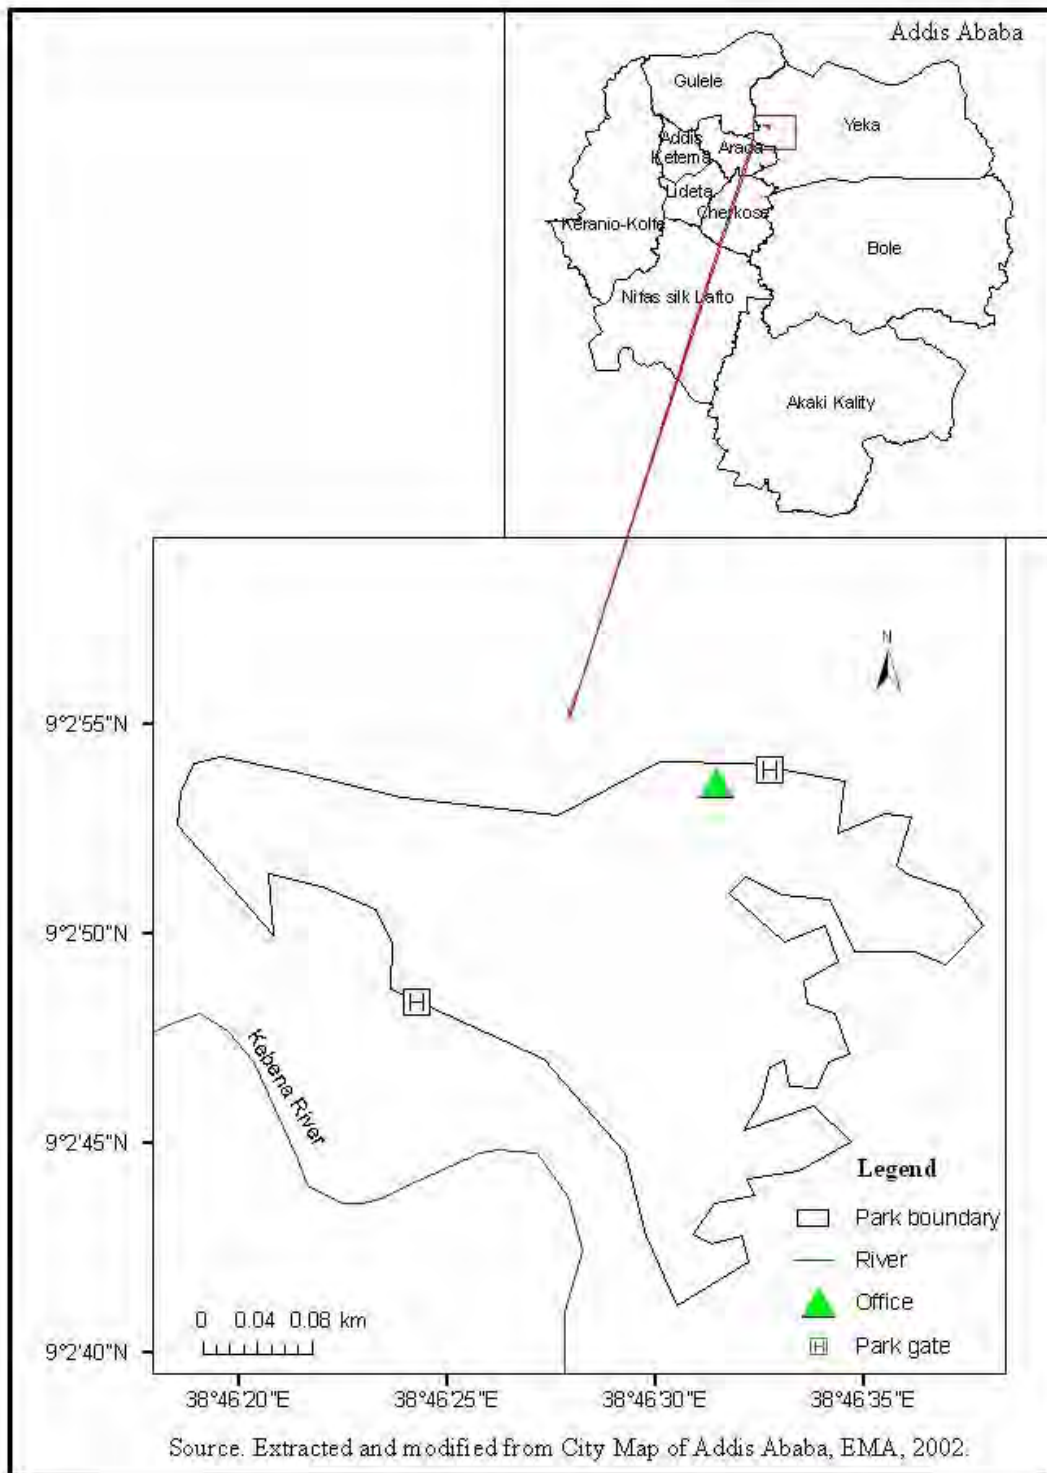 Addis Ababa
Gulele
Yeka
Addis
Ketema
Arada
Lideta
Cherkose
Keranio-Kolfe
Bole
Nifas silk Lafto
Akaki Kality
N
9°2'55"N
H
9°2'50"N
H
Kebena River
9°2'45"N
Legend
Park boundary
River
Office
H Park gate
0 0.04 0.08 km
9°2'40"N
38°46'20"E 38°46'25"E 38°46'30"E 38°46'35"E
Source. Extracted and modified from City Map of Addis Ababa, EMA, 2002.